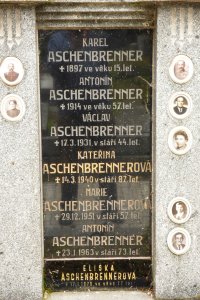 KAREL
ASCHENBRENNER
✝ 1897 ve věku 15 let.
ANTONÍN
ASCHENBRENNER
✝ 1914 ve věku 52 let.
VÁCLAV
ASCHENBRENNER
✝ 17.3.1931, v stáří 44 let.
KATEŘINA
ASCHENBRENNEROVÁ
✝ 14.3.1940 v stáří 87 let.
MARIE
ASCHENBRENNEROVÁ
✝ 29.12.1951 v stáří 57 let
ANTONÍN
ASCHENBRENNER
✝ 23.1.1963 v stáří 73 let.
ELIŠKA
ASCHENBRENNEROVÁ